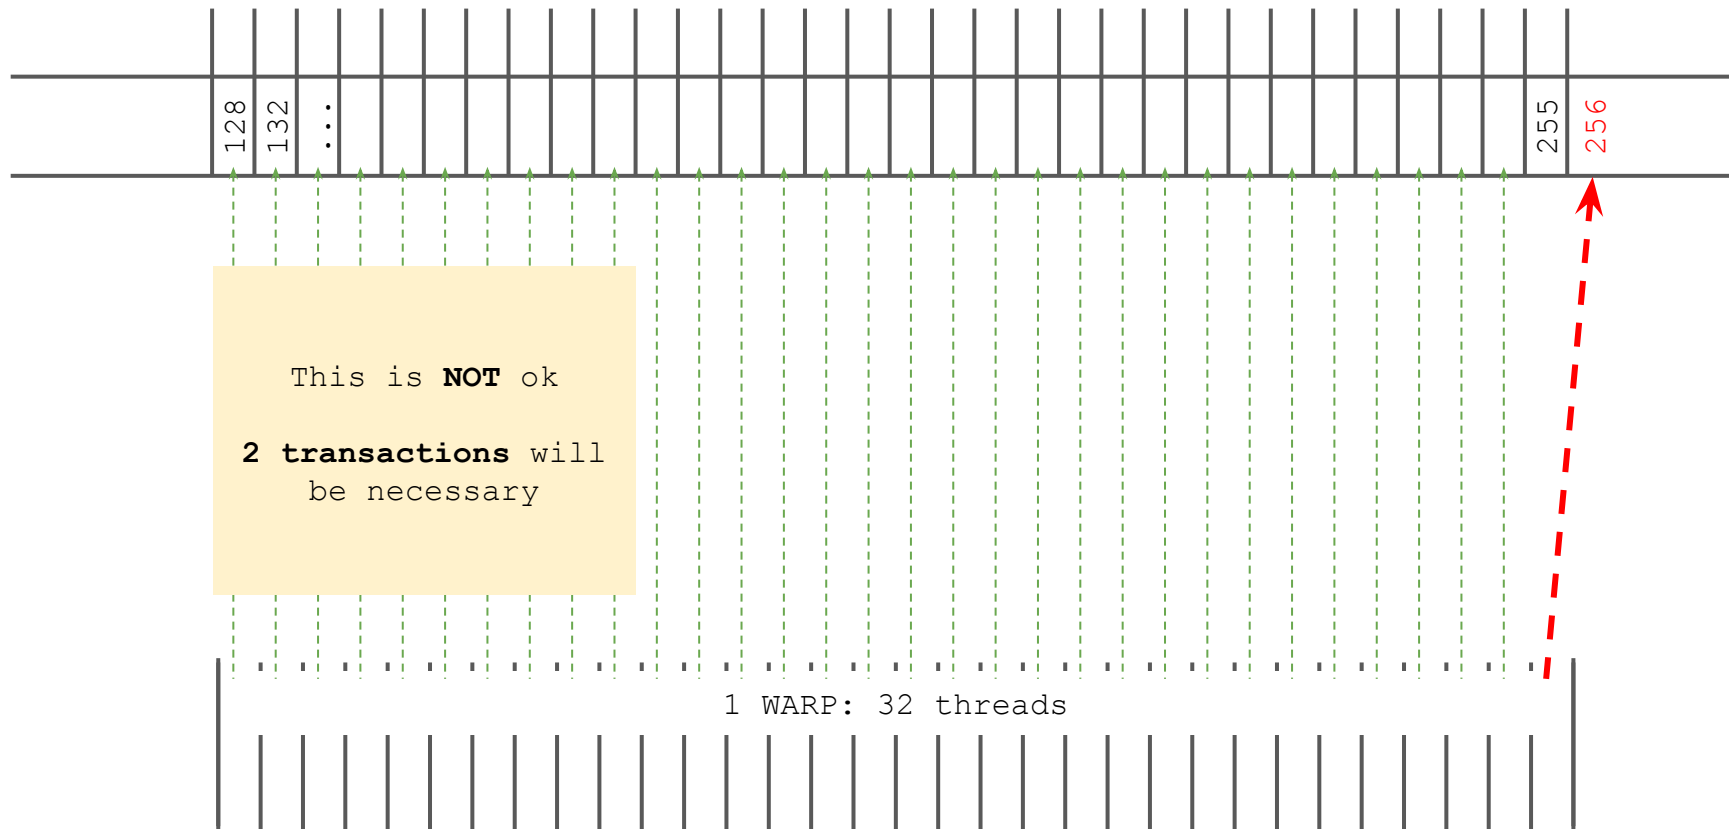 128
132
...
255
256
This is NOT ok
2 transactions will
be necessary
1 WARP: 32 threads